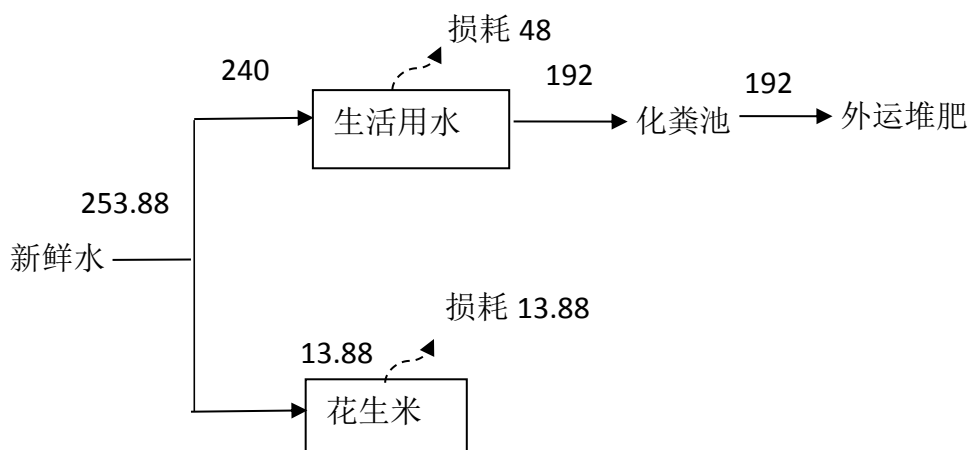 损耗 48
240
192
192
生活用水
化粪池
外运堆肥
253.88
新鲜水
损耗 13.88
13.88
花生米